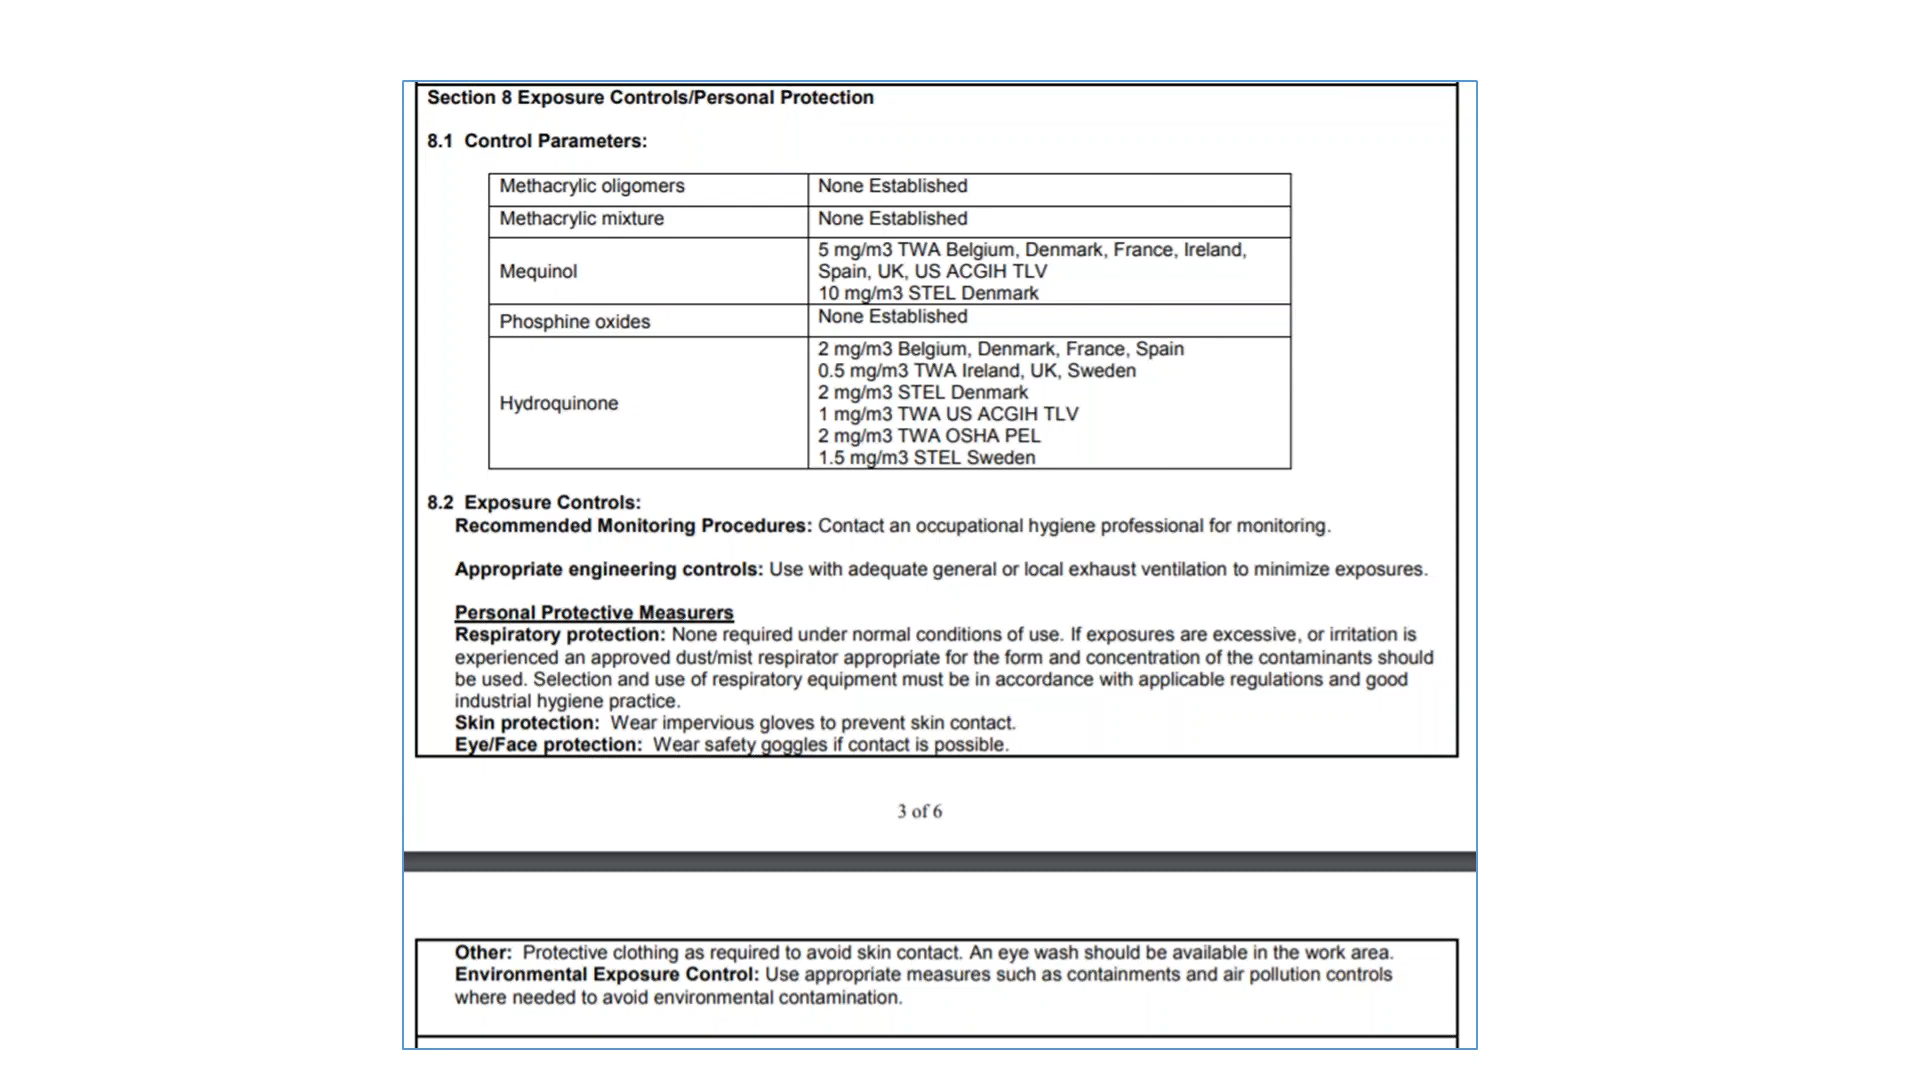 Section 8 Exposure Controls/Personal Protection
8.1 Control Parameters:
Methacrylic oligomers None Established
Methacrylic mixture None Established
Mequinol 5 mg/m3 TWA Belgium, Denmark, France, Ireland,
Spain, UK, US ACGIH TLV
10 mg/m3 STEL Denmark
Phosphine oxides None Established
Hydroquinone 2 mg/m3 Belgium, Denmark, France, Spain
0.5 mg/m3 TWA Ireland, UK, Sweden
2 mg/m3 STEL Denmark
1 mg/m3 TWA US ACGIH TLV
2 mg/m3 TWA OSHA PEL
1.5 mg/m3 STEL Sweden
8.2 Exposure Controls:
Recommended Monitoring Procedures: Contact an occupational hygiene professional for monitoring.
Appropriate engineering controls: Use with adequate general or local exhaust ventilation to minimize exposures.
Personal Protective Measurers
Respiratory protection: None required under normal conditions of use. If exposures are excessive, or irritation is
experienced an approved dust/mist respirator appropriate for the form and concentration of the contaminants should
be used. Selection and use of respiratory equipment must be in accordance with applicable regulations and good
industrial hygiene practice.
Skin protection: Wear impervious gloves to prevent skin contact.
Eye/Face protection: Wear safety goggles if contact is possible.
3 of 6
Other: Protective clothing as required to avoid skin contact. An eye wash should be available in the work area.
Environmental Exposure Control: Use appropriate measures such as containments and air pollution controls
where needed to avoid environmental contamination.